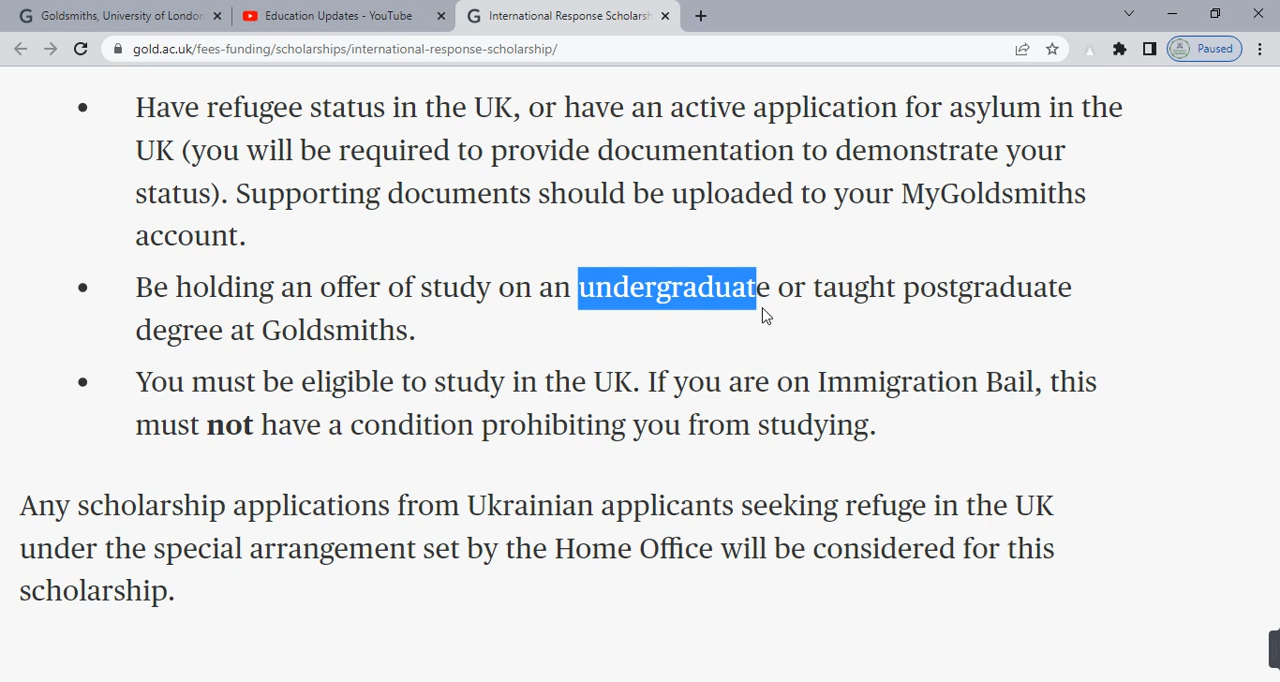 Goldsmiths, University of London
Education Updates - YouTube
International Response Scholarsh
gold.ac.uk/fees-funding/scholarships/international-response-scholarship/
Paused
• Have refugee status in the UK, or have an active application for asylum in the
UK (you will be required to provide documentation to demonstrate your
status). Supporting documents should be uploaded to your MyGoldsmiths
account.
• Be holding an offer of study on an undergraduate or taught postgraduate
degree at Goldsmiths.
• You must be eligible to study in the UK. If you are on Immigration Bail, this
must not have a condition prohibiting you from studying.
Any scholarship applications from Ukrainian applicants seeking refuge in the UK
under the special arrangement set by the Home Office will be considered for this
scholarship.